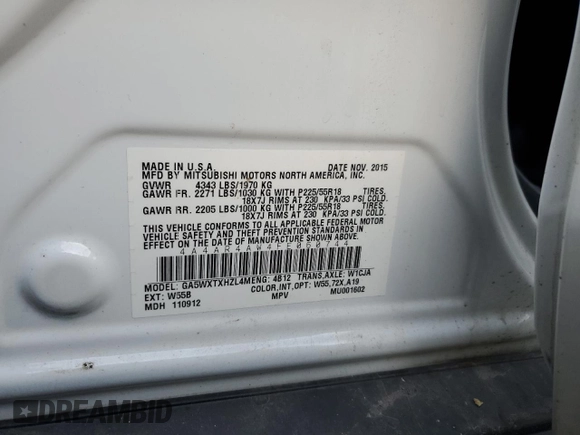 MADE IN U.S.A. DATE NOV. 2015
MFD BY MITSUBISHI MOTORS NORTH AMERICA, INC.
GVWR 4343 LBS/1970 KG
GAWR FR. 2271 LBS/1030 KG WITH P225/55R18 TIRES,
18X7J RIMS AT 230 KPA/33 PSI COLD.
GAWR RR. 2205 LBS/1000 KG WITH P225/55R18 TIRES,
18X7J RIMS AT 230 KPA/33 PSI COLD.
THIS VEHICLE CONFORMS TO ALL APPLICABLE FEDERAL MOTOR
VEHICLE SAFETY AND THEFT PREVENTION STANDARDS IN
EFFECT ON THE DATE OF MANUFACTURE SHOWN ABOVE.
MODEL: GA5WXTXHZL4M ENG: 4B12 TRANS,AXLE: W1CJA
EXT: W55B COLOR,INT,OPT: W55,72X,A19
MDH 110912 MPV MU001602
DREAMBID